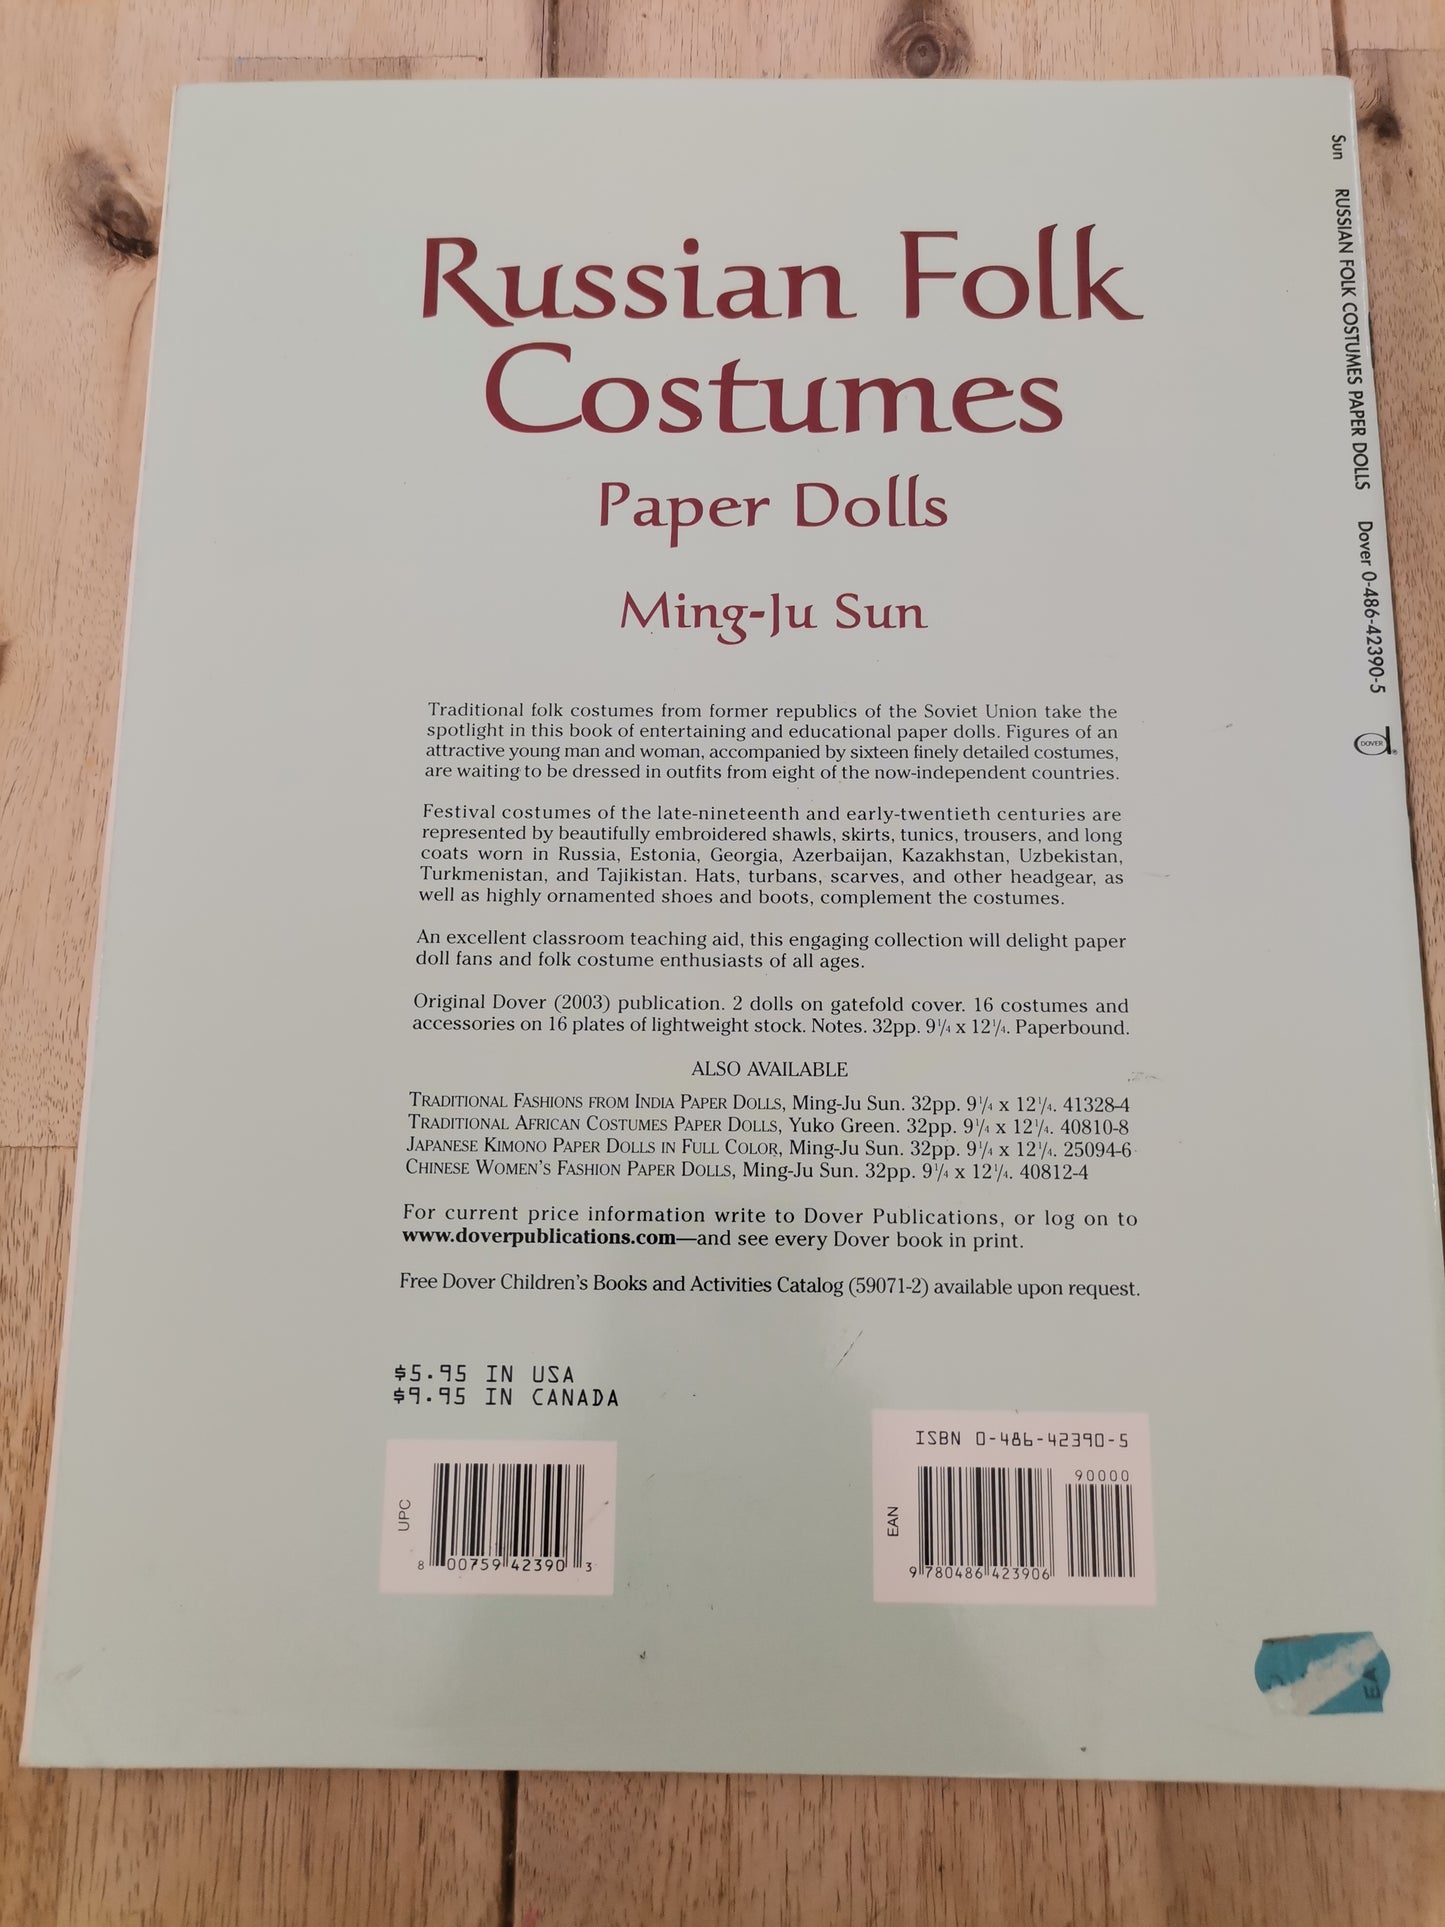 Russian Folk
Costumes
Paper Dolls
Ming-Ju Sun
Traditional folk costumes from former republics of the Soviet Union take the
spotlight in this book of entertaining and educational paper dolls. Figures of an
attractive young man and woman, accompanied by sixteen finely detailed costumes,
are waiting to be dressed in outfits from eight of the now-independent countries.
Festival costumes of the late-nineteenth and early-twentieth centuries are
represented by beautifully embroidered shawls, skirts, tunics, trousers, and long
coats worn in Russia, Estonia, Georgia, Azerbaijan, Kazakhstan, Uzbekistan,
Turkmenistan, and Tajikistan. Hats, turbans, scarves, and other headgear, as
well as highly ornamented shoes and boots, complement the costumes.
An excellent classroom teaching aid, this engaging collection will delight paper
doll fans and folk costume enthusiasts of all ages.
Original Dover (2003) publication. 2 dolls on gatefold cover. 16 costumes and
accessories on 16 plates of lightweight stock. Notes. 32pp. 9¼ x 12¼. Paperbound.
ALSO AVAILABLE
TRADITIONAL FASHIONS FROM INDIA PAPER DOLLS, Ming-Ju Sun. 32pp. 9¼ x 12¼. 41328-4
TRADITIONAL AFRICAN COSTUMES PAPER DOLLS, Yuko Green. 32pp. 9¼ x 12¼. 40810-8
JAPANESE KIMONO PAPER DOLLS IN FULL COLOR, Ming-Ju Sun. 32pp. 9¼ x 12¼. 25094-6
CHINESE WOMEN'S FASHION PAPER DOLLS, Ming-Ju Sun. 32pp. 9¼ x 12¼. 40812-4
For current price information write to Dover Publications, or log on to
www.doverpublications.com—and see every Dover book in print.
Free Dover Children's Books and Activities Catalog (59071-2) available upon request.
$5.95 IN USA
$9.95 IN CANADA
UPC
8 00759 42390 3
ISBN 0-486-42390-5
90000
EAN
9 780486 423906
EA
Sun RUSSIAN FOLK COSTUMES PAPER DOLLS Dover 0-486-42390-5
DOVER